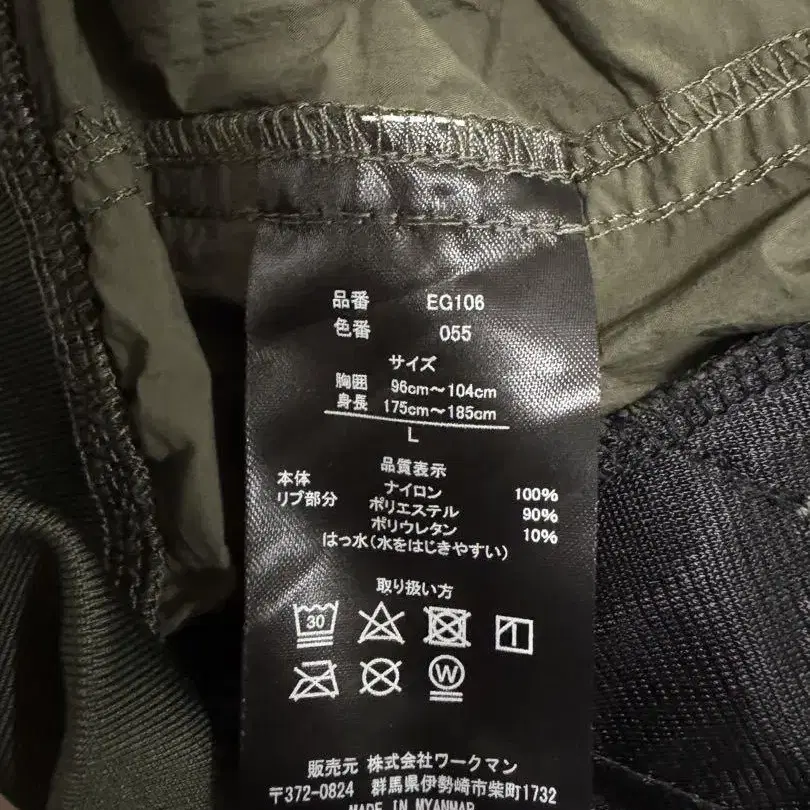 品番 EG106
色番 055
サイズ
胸囲 96cm～104cm
身長 175cm～185cm
L
品質表示
本体 ナイロン 100%
リブ部分 ポリエステル 90%
ポリウレタン 10%
はっ水(水をはじきやすい)
取り扱い方
30
W
販売元 株式会社ワークマン
〒372-0824 群馬県伊勢崎市柴町1732
MADE IN MYANMAR